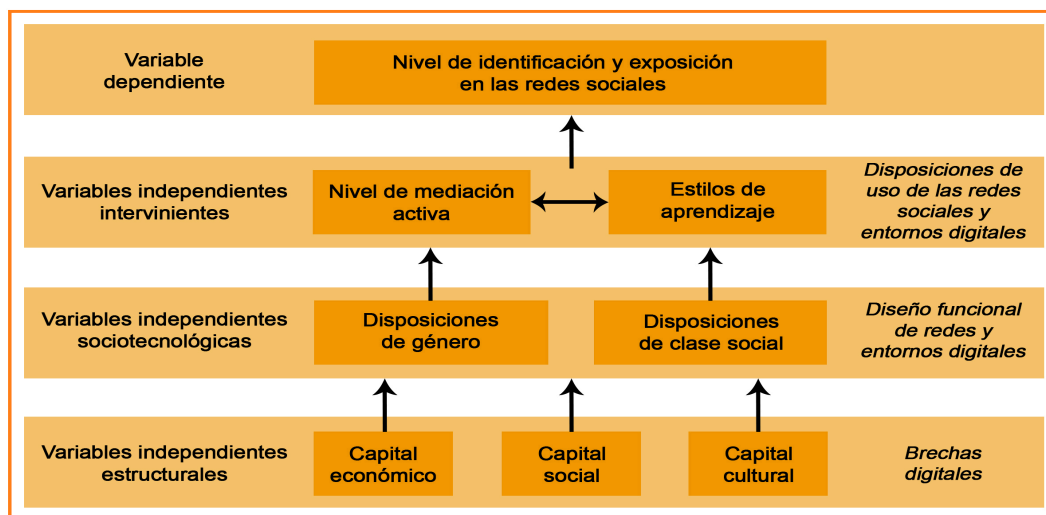 Variable
dependiente
Nivel de identificación y exposición
en las redes sociales
Variables independientes
intervinientes
Nivel de mediación
activa
Estilos de
aprendizaje
Disposiciones de
uso de las redes
sociales y
entornos digitales
Variables independientes
sociotecnológicas
Disposiciones
de género
Disposiciones
de clase social
Diseño funcional
de redes y
entornos digitales
Variables independientes
estructurales
Capital
económico
Capital
social
Capital
cultural
Brechas
digitales